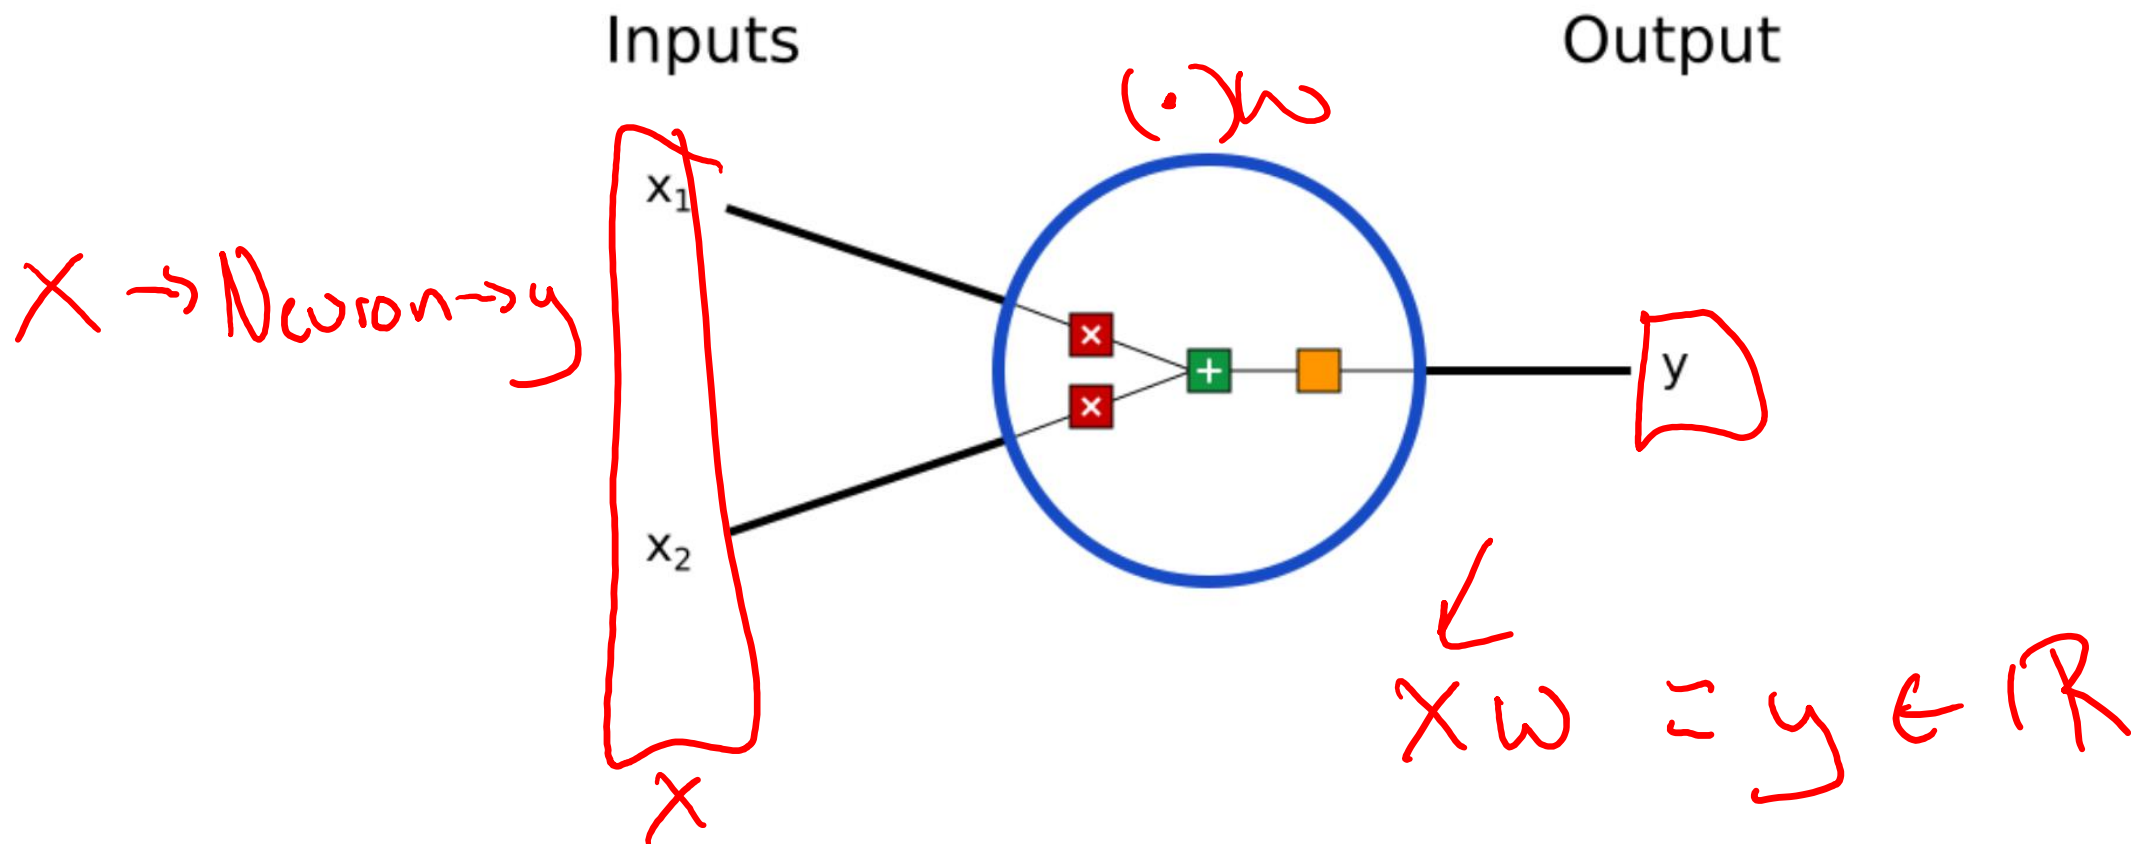 Inputs
Output
(·)W
x₁
X → Neuron → y
×
+
y
×
x₂
xw = y ∈ ℝ
X